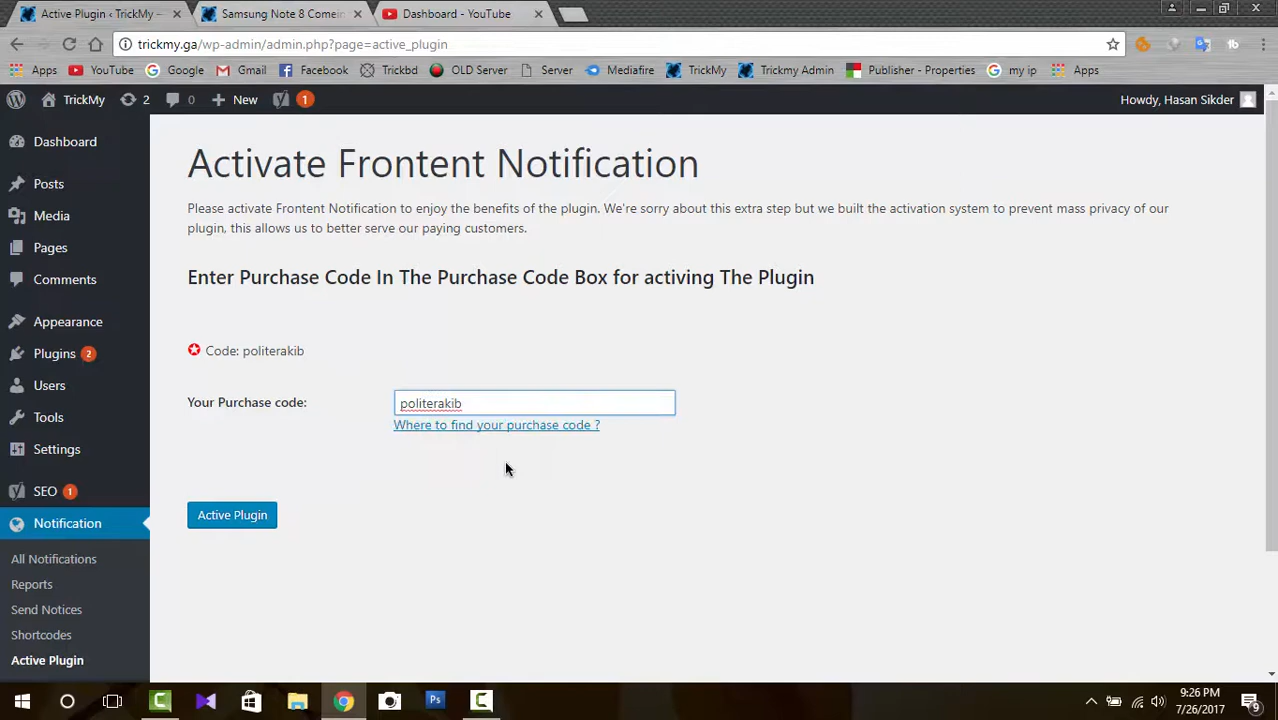 Active Plugin ‹ TrickMy –
Samsung Note 8 Comein
Dashboard - YouTube
trickmy.ga/wp-admin/admin.php?page=active_plugin
Apps YouTube Google Gmail Facebook Trickbd OLD Server Server Mediafire TrickMy Trickmy Admin Publisher - Properties my ip Apps
TrickMy 2 0 New 1 Howdy, Hasan Sikder
Dashboard
Posts
Media
Pages
Comments
Appearance
Plugins 2
Users
Tools
Settings
SEO 1
Notification
All Notifications
Reports
Send Notices
Shortcodes
Active Plugin
Activate Frontent Notification
Please activate Frontent Notification to enjoy the benefits of the plugin. We're sorry about this extra step but we built the activation system to prevent mass privacy of our
plugin, this allows us to better serve our paying customers.
Enter Purchase Code In The Purchase Code Box for activing The Plugin
Code: politerakib
Your Purchase code: politerakib
Where to find your purchase code ?
Active Plugin
Ps
9:26 PM
7/26/2017
9